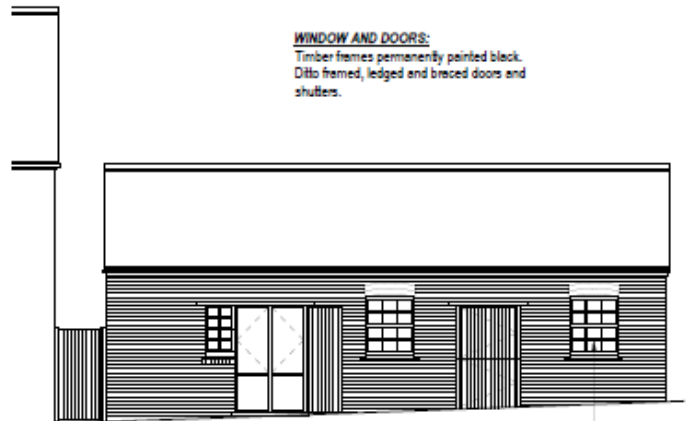 WINDOW AND DOORS:
Timber frames permanently painted black.
Ditto framed, ledged and braced doors and
shutters.